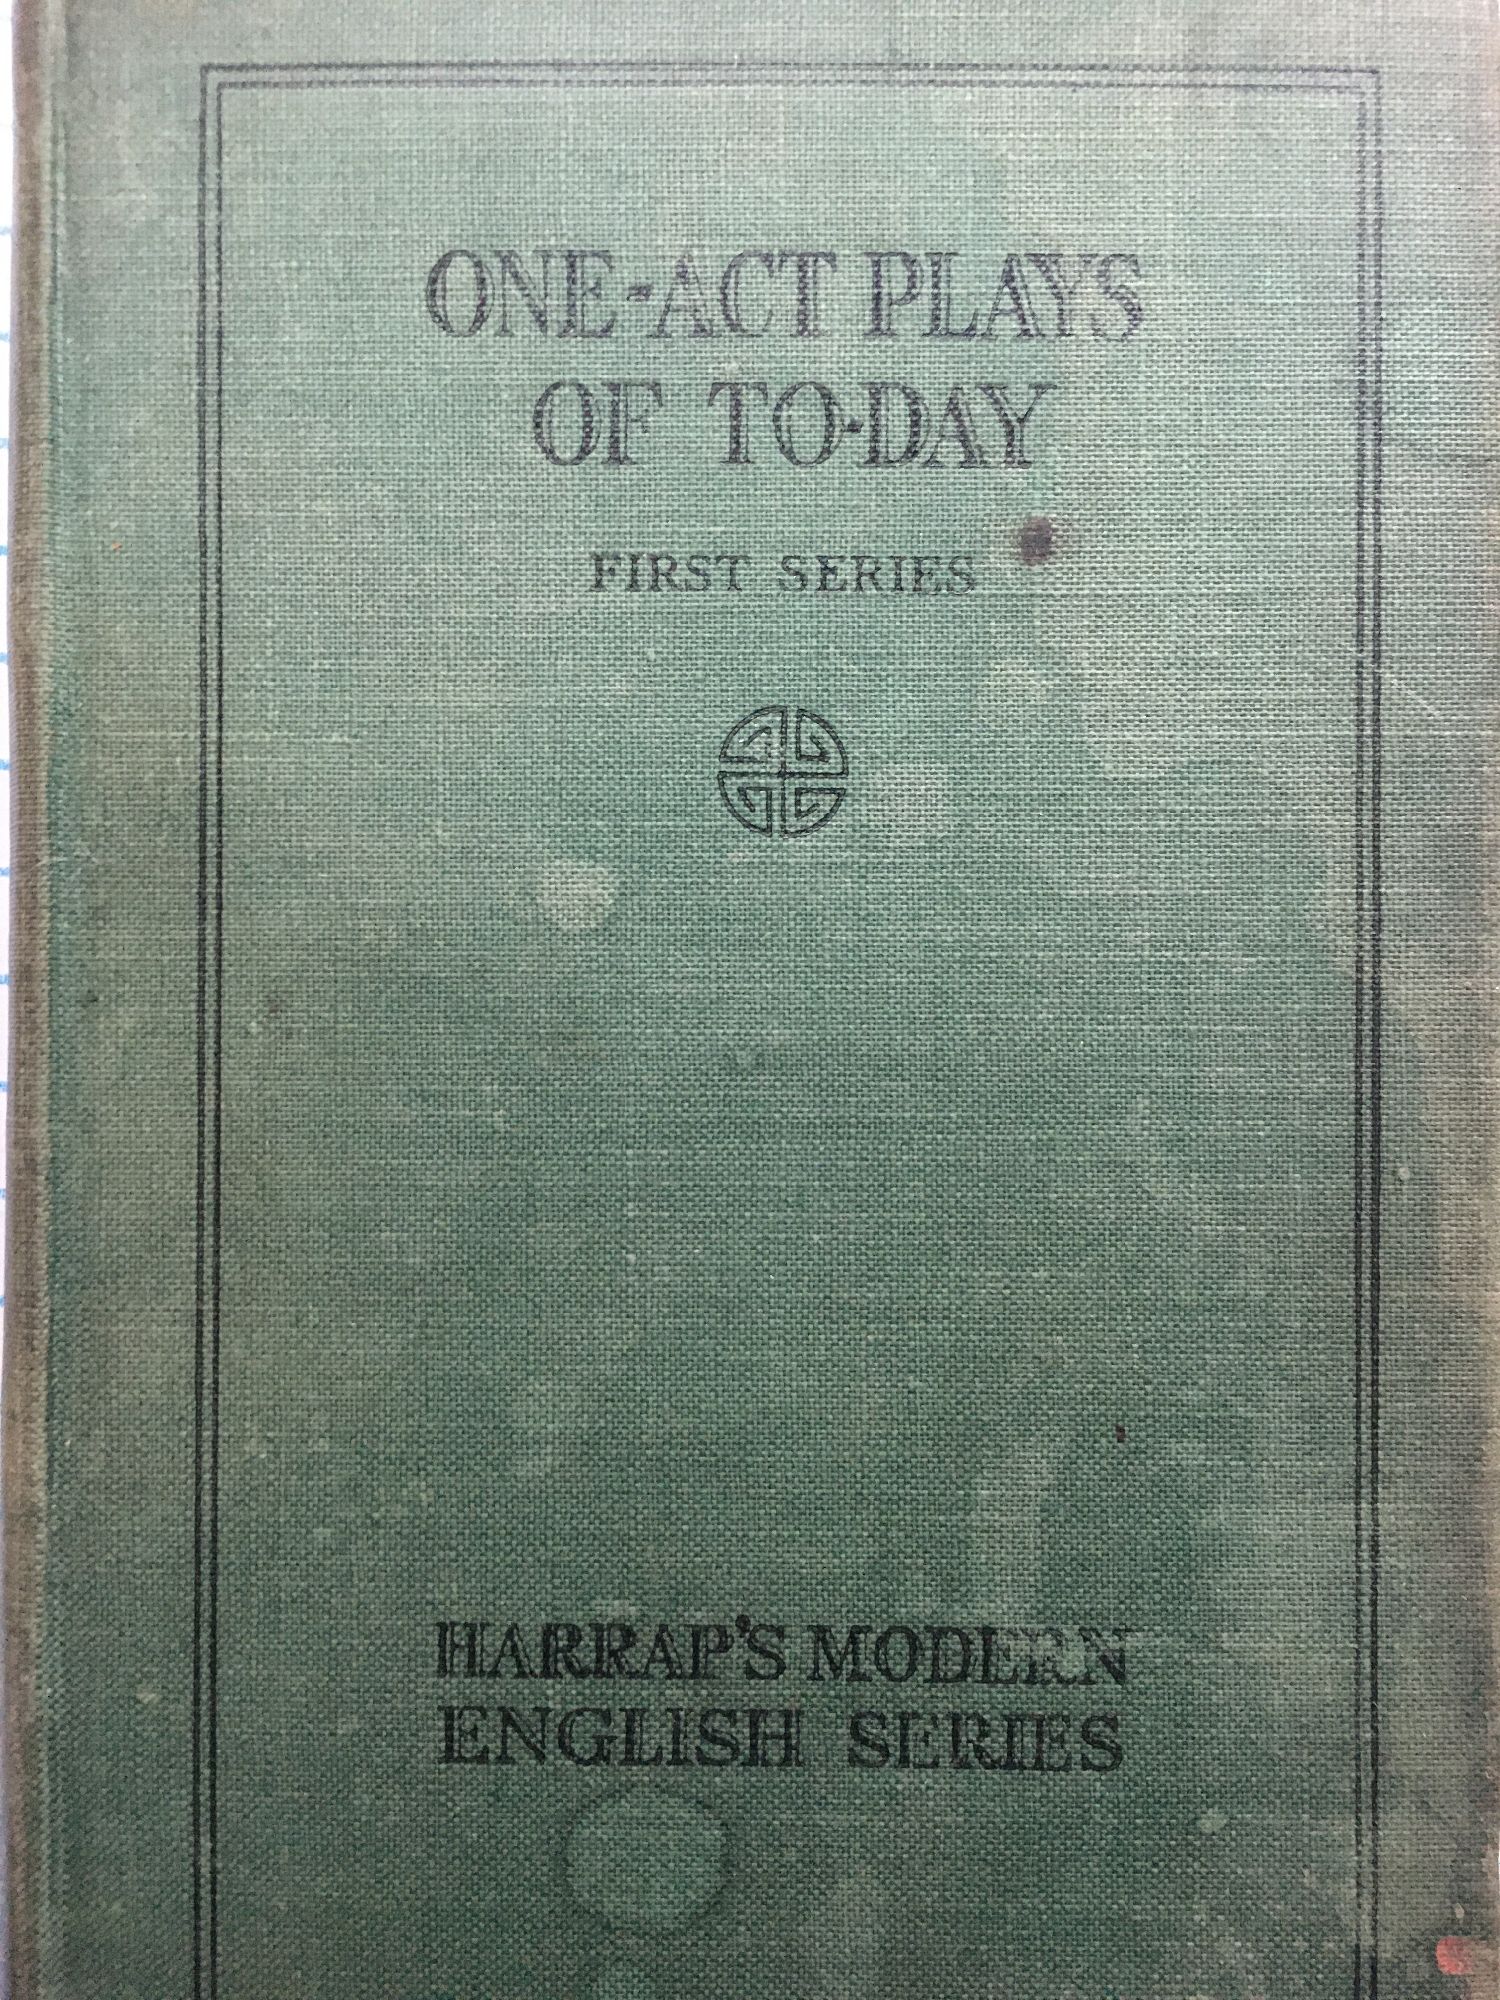 ONE-ACT PLAYS
OF TO-DAY
FIRST SERIES
HARRAP'S MODERN
ENGLISH SERIES